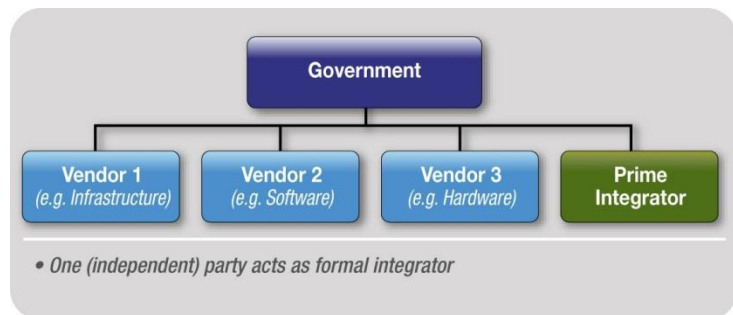 Government
Vendor 1
(e.g. Infrastructure)
Vendor 2
(e.g. Software)
Vendor 3
(e.g. Hardware)
Prime
Integrator
• One (independent) party acts as formal integrator